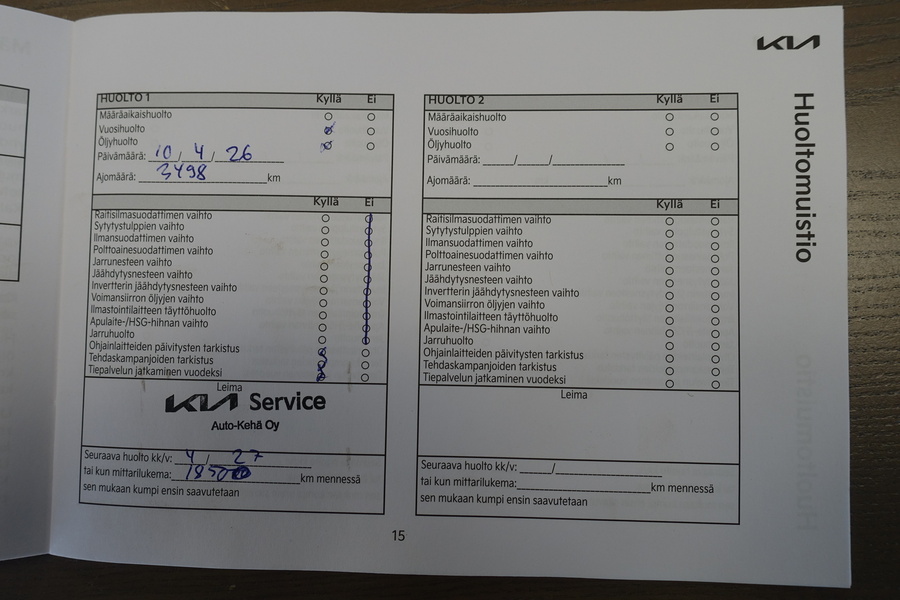 KIA
Huoltomuistio
HUOLTO 1 Kyllä Ei
Määräaikaishuolto
Vuosihuolto
Öljyhuolto
Päivämäärä: 10 / 4 / 26
Ajomäärä: 3498 km
Kyllä Ei
Raitisilmasuodattimen vaihto
Sytytystulppien vaihto
Ilmansuodattimen vaihto
Polttoainesuodattimen vaihto
Jarrunesteen vaihto
Jäähdytysnesteen vaihto
Invertterin jäähdytysnesteen vaihto
Voimansiirron öljyjen vaihto
Ilmastointilaitteen täyttöhuolto
Apulaite-/HSG-hihnan vaihto
Jarruhuolto
Ohjainlaitteiden päivitysten tarkistus
Tehdaskampanjoiden tarkistus
Tiepalvelun jatkaminen vuodeksi
Leima
KIA Service
Auto-Kehä Oy
Seuraava huolto kk/v: 4 / 27
tai kun mittarilukema: km mennessä
sen mukaan kumpi ensin saavutetaan
HUOLTO 2 Kyllä Ei
Määräaikaishuolto
Vuosihuolto
Öljyhuolto
Päivämäärä: / /
Ajomäärä: km
Kyllä Ei
Raitisilmasuodattimen vaihto
Sytytystulppien vaihto
Ilmansuodattimen vaihto
Polttoainesuodattimen vaihto
Jarrunesteen vaihto
Jäähdytysnesteen vaihto
Invertterin jäähdytysnesteen vaihto
Voimansiirron öljyjen vaihto
Ilmastointilaitteen täyttöhuolto
Apulaite-/HSG-hihnan vaihto
Jarruhuolto
Ohjainlaitteiden päivitysten tarkistus
Tehdaskampanjoiden tarkistus
Tiepalvelun jatkaminen vuodeksi
Leima
Seuraava huolto kk/v: /
tai kun mittarilukema: km mennessä
sen mukaan kumpi ensin saavutetaan
15